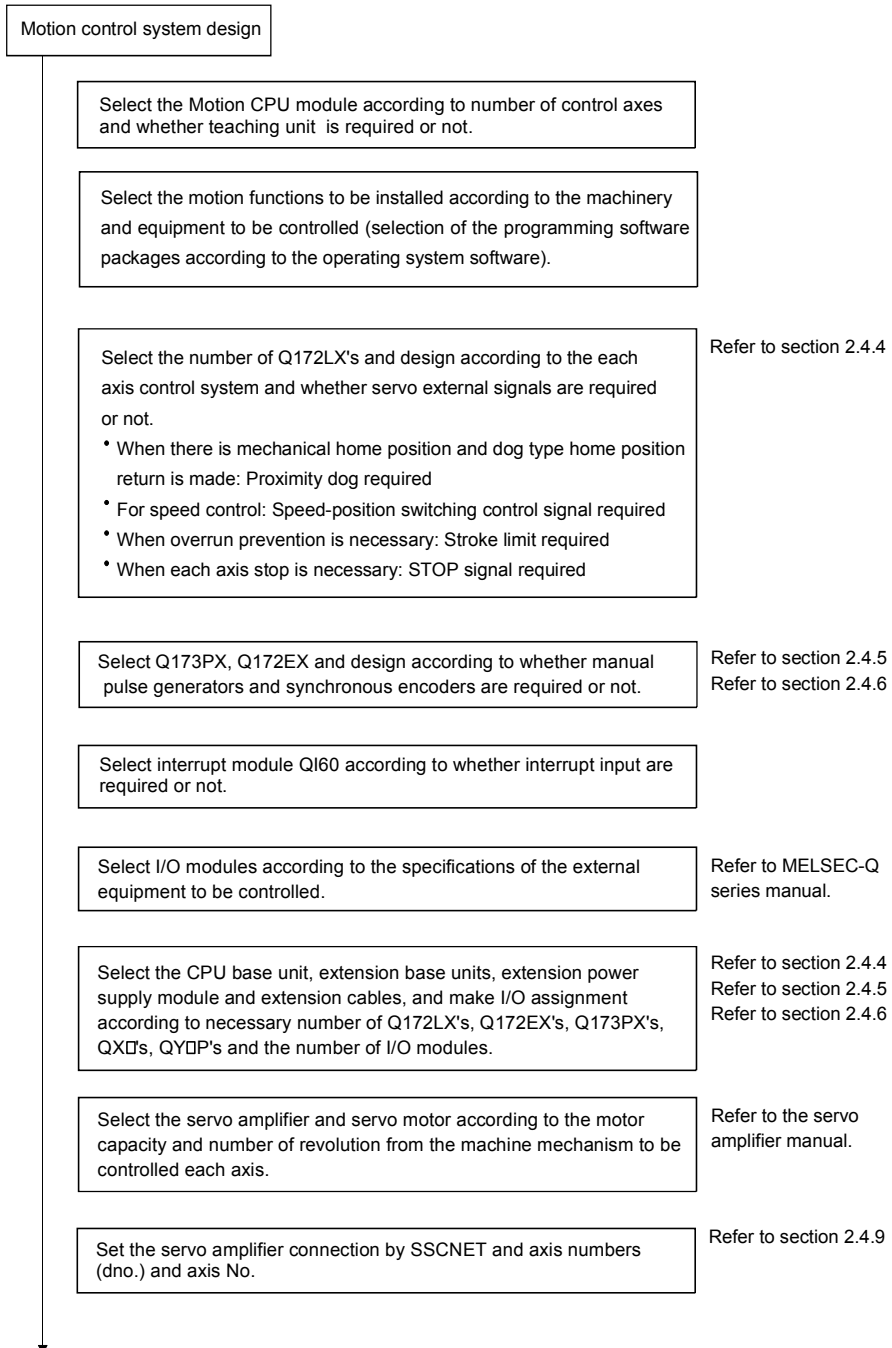 Motion control system design
Select the Motion CPU module according to number of control axes
and whether teaching unit is required or not.
Select the motion functions to be installed according to the machinery
and equipment to be controlled (selection of the programming software
packages according to the operating system software).
Select the number of Q172LX's and design according to the each
axis control system and whether servo external signals are required
or not.
• When there is mechanical home position and dog type home position
return is made: Proximity dog required
• For speed control: Speed-position switching control signal required
• When overrun prevention is necessary: Stroke limit required
• When each axis stop is necessary: STOP signal required
Refer to section 2.4.4
Select Q173PX, Q172EX and design according to whether manual
pulse generators and synchronous encoders are required or not.
Refer to section 2.4.5
Refer to section 2.4.6
Select interrupt module QI60 according to whether interrupt input are
required or not.
Select I/O modules according to the specifications of the external
equipment to be controlled.
Refer to MELSEC-Q
series manual.
Select the CPU base unit, extension base units, extension power
supply module and extension cables, and make I/O assignment
according to necessary number of Q172LX's, Q172EX's, Q173PX's,
QX□'s, QY□P's and the number of I/O modules.
Refer to section 2.4.4
Refer to section 2.4.5
Refer to section 2.4.6
Select the servo amplifier and servo motor according to the motor
capacity and number of revolution from the machine mechanism to be
controlled each axis.
Refer to the servo
amplifier manual.
Set the servo amplifier connection by SSCNET and axis numbers
(dno.) and axis No.
Refer to section 2.4.9